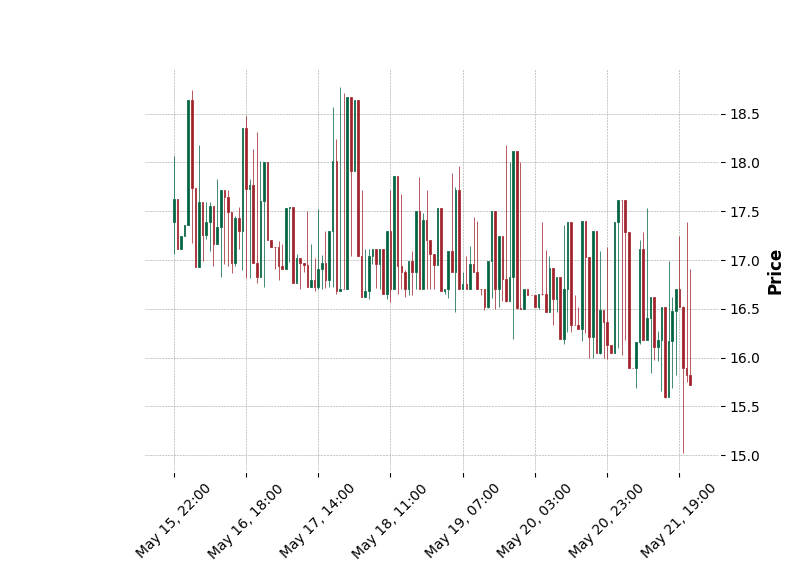 18.5
18.0
17.5
17.0
16.5
16.0
15.5
15.0
Price
May 15, 22:00
May 16, 18:00
May 17, 14:00
May 18, 11:00
May 19, 07:00
May 20, 03:00
May 20, 23:00
May 21, 19:00